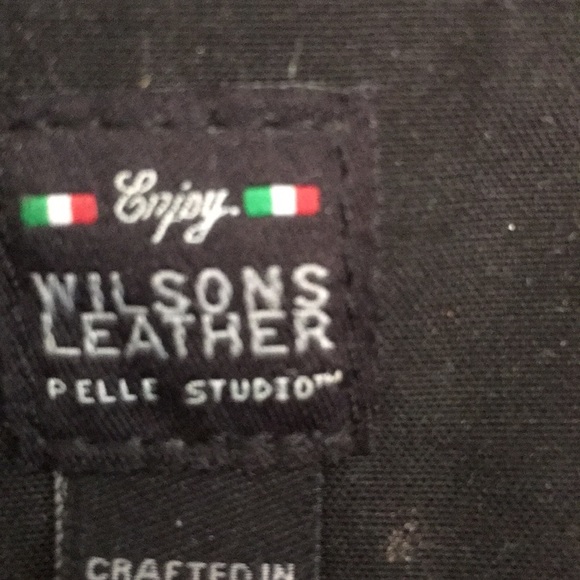 Enjoy
WILSONS
LEATHER
PELLE STUDIO™
CRAFTED IN